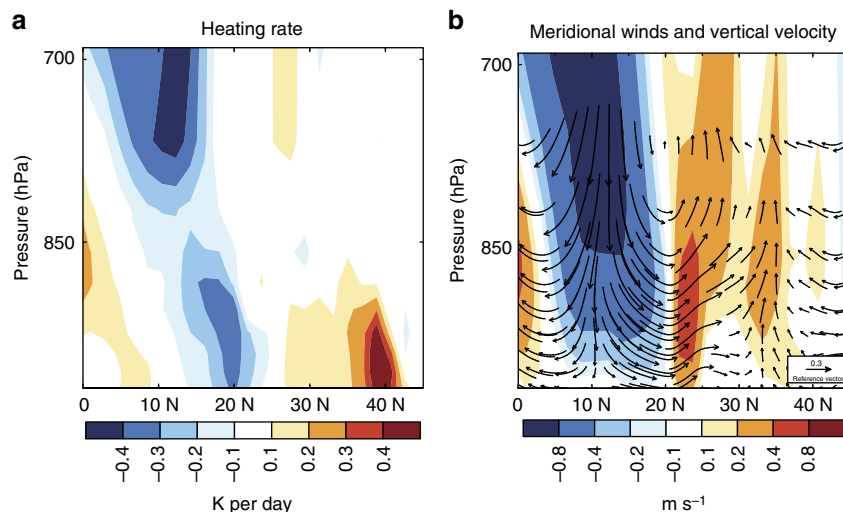 a
Heating rate
700
850
Pressure (hPa)
0 10 N 20 N 30 N 40 N
−0.4 −0.3 −0.2 −0.1 0.1 0.2 0.3 0.4
K per day
b
Meridional winds and vertical velocity
700
850
Pressure (hPa)
0.3
Reference vector
0 10 N 20 N 30 N 40 N
−0.8 −0.4 −0.2 −0.1 0.1 0.2 0.4 0.8
m s⁻¹